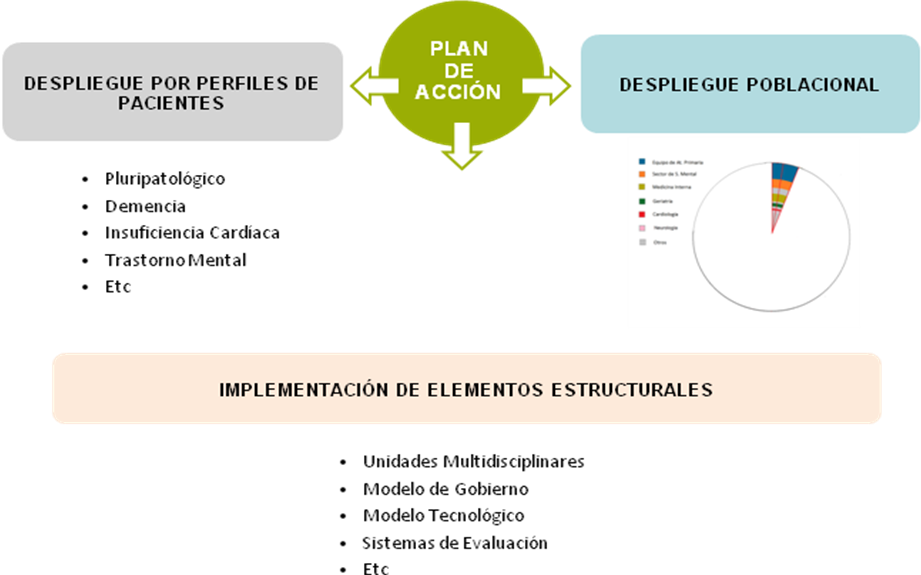 PLAN
DE
ACCIÓN
DESPLIEGUE POR PERFILES DE
PACIENTES
• Pluripatológico
• Demencia
• Insuficiencia Cardíaca
• Trastorno Mental
• Etc
DESPLIEGUE POBLACIONAL
Equipo de At. Primaria
Sector de S. Mental
Medicina Interna
Geriatría
Cardiología
Neurología
Otros
IMPLEMENTACIÓN DE ELEMENTOS ESTRUCTURALES
• Unidades Multidisciplinares
• Modelo de Gobierno
• Modelo Tecnológico
• Sistemas de Evaluación
• Etc